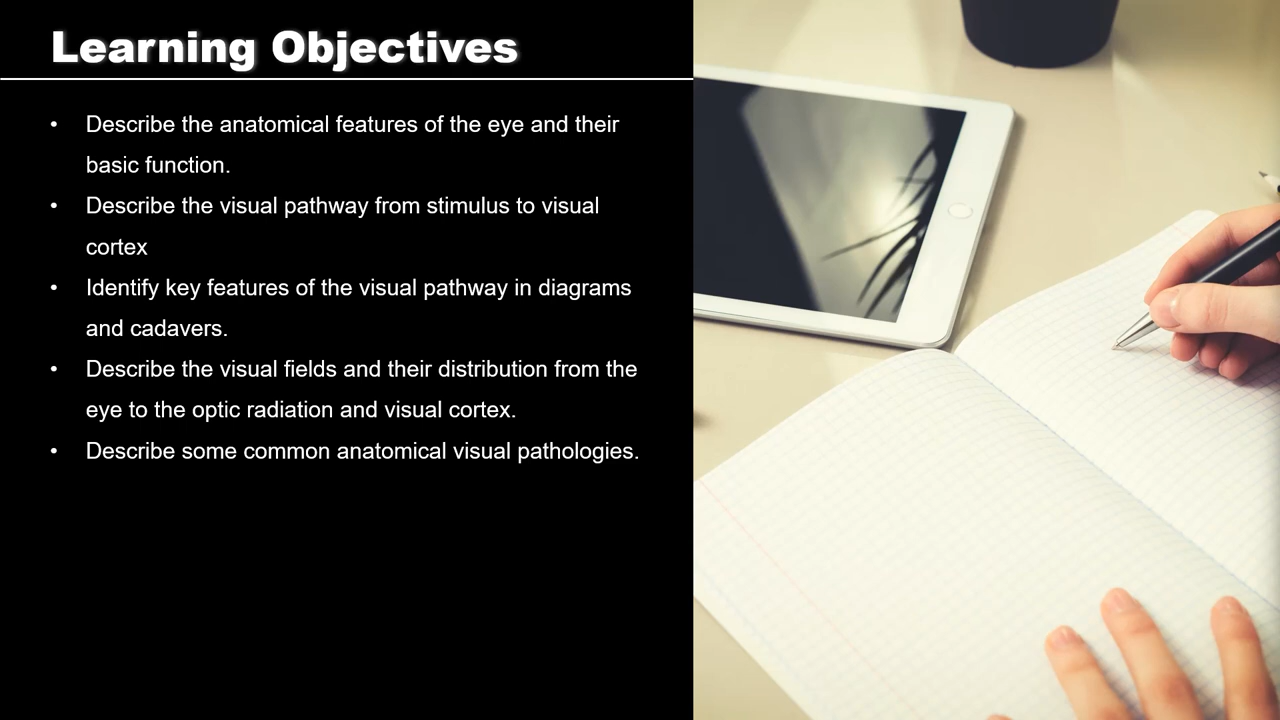 Learning Objectives
• Describe the anatomical features of the eye and their
basic function.
• Describe the visual pathway from stimulus to visual
cortex
• Identify key features of the visual pathway in diagrams
and cadavers.
• Describe the visual fields and their distribution from the
eye to the optic radiation and visual cortex.
• Describe some common anatomical visual pathologies.